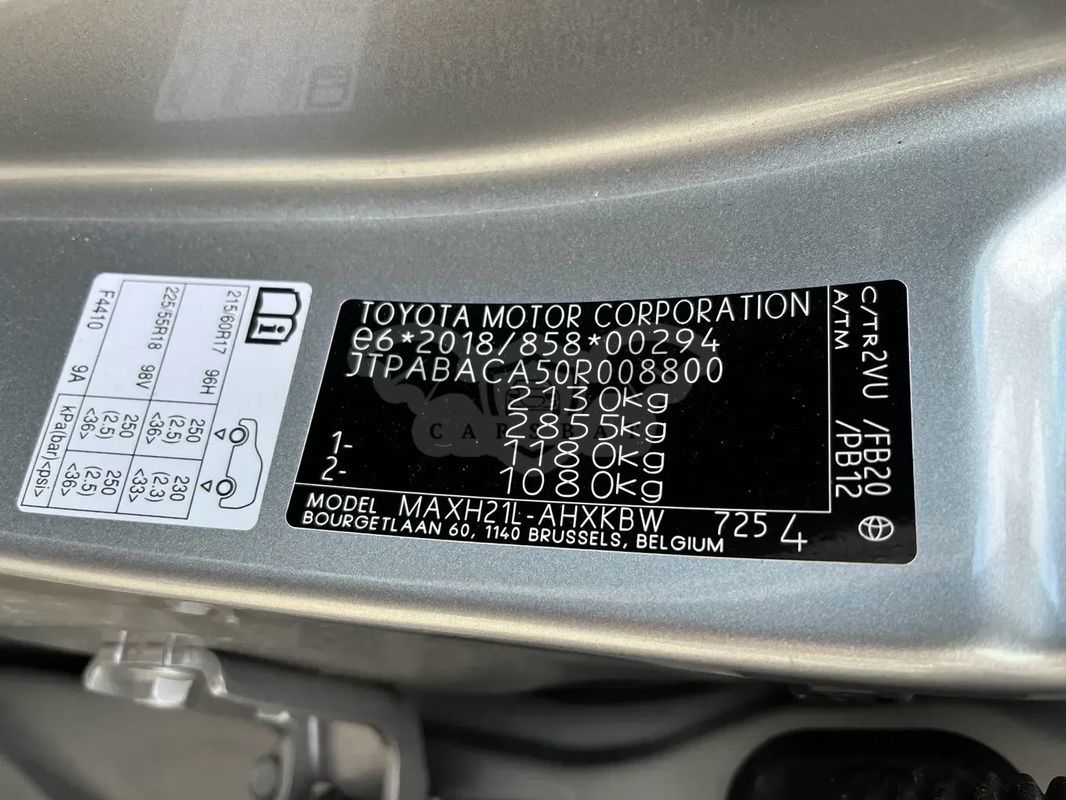 TOYOTA MOTOR CORPORATION
e6*2018/858*00294
JTPABACA50R008800
2130kg
2855kg
1- 1180kg
2- 1080kg
MODEL MAXH21L-AHXKBW 725 4
BOURGETLAAN 60, 1140 BRUSSELS, BELGIUM
C/TR2VU /FB20
A/TM /PB12
CARSBA
i
215/60R17 96H 250 (2.5) <36> 230 (2.3) <33>
225/55R18 98V 250 (2.5) <36> 250 (2.5) <36>
F4410 9A kPa(bar)<psi>